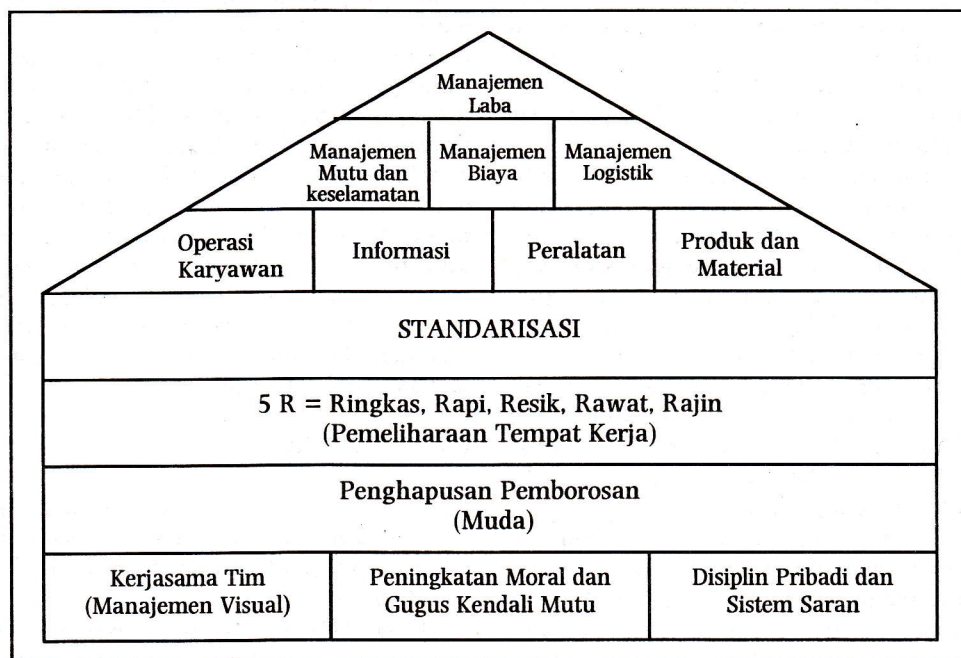 Manajemen
Laba
Manajemen
Mutu dan
keselamatan
Manajemen
Biaya
Manajemen
Logistik
Operasi
Karyawan
Informasi
Peralatan
Produk dan
Material
STANDARISASI
5 R = Ringkas, Rapi, Resik, Rawat, Rajin
(Pemeliharaan Tempat Kerja)
Penghapusan Pemborosan
(Muda)
Kerjasama Tim
(Manajemen Visual)
Peningkatan Moral dan
Gugus Kendali Mutu
Disiplin Pribadi dan
Sistem Saran